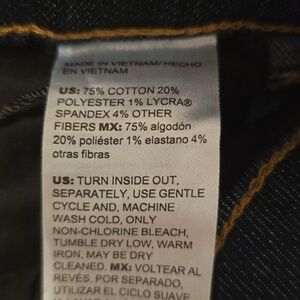 MADE IN VIETNAM/ HECHO
EN VIETNAM
US: 75% COTTON 20%
POLYESTER 1% LYCRA®
SPANDEX 4% OTHER
FIBERS MX: 75% algodón
20% poliéster 1% elastano 4%
otras fibras
US: TURN INSIDE OUT,
SEPARATELY, USE GENTLE
CYCLE AND, MACHINE
WASH COLD, ONLY
NON-CHLORINE BLEACH,
TUMBLE DRY LOW, WARM
IRON, MAY BE DRY
CLEANED. MX: VOLTEAR AL
REVÉS, POR SEPARADO,
UTILIZAR EL CICLO SUAVE